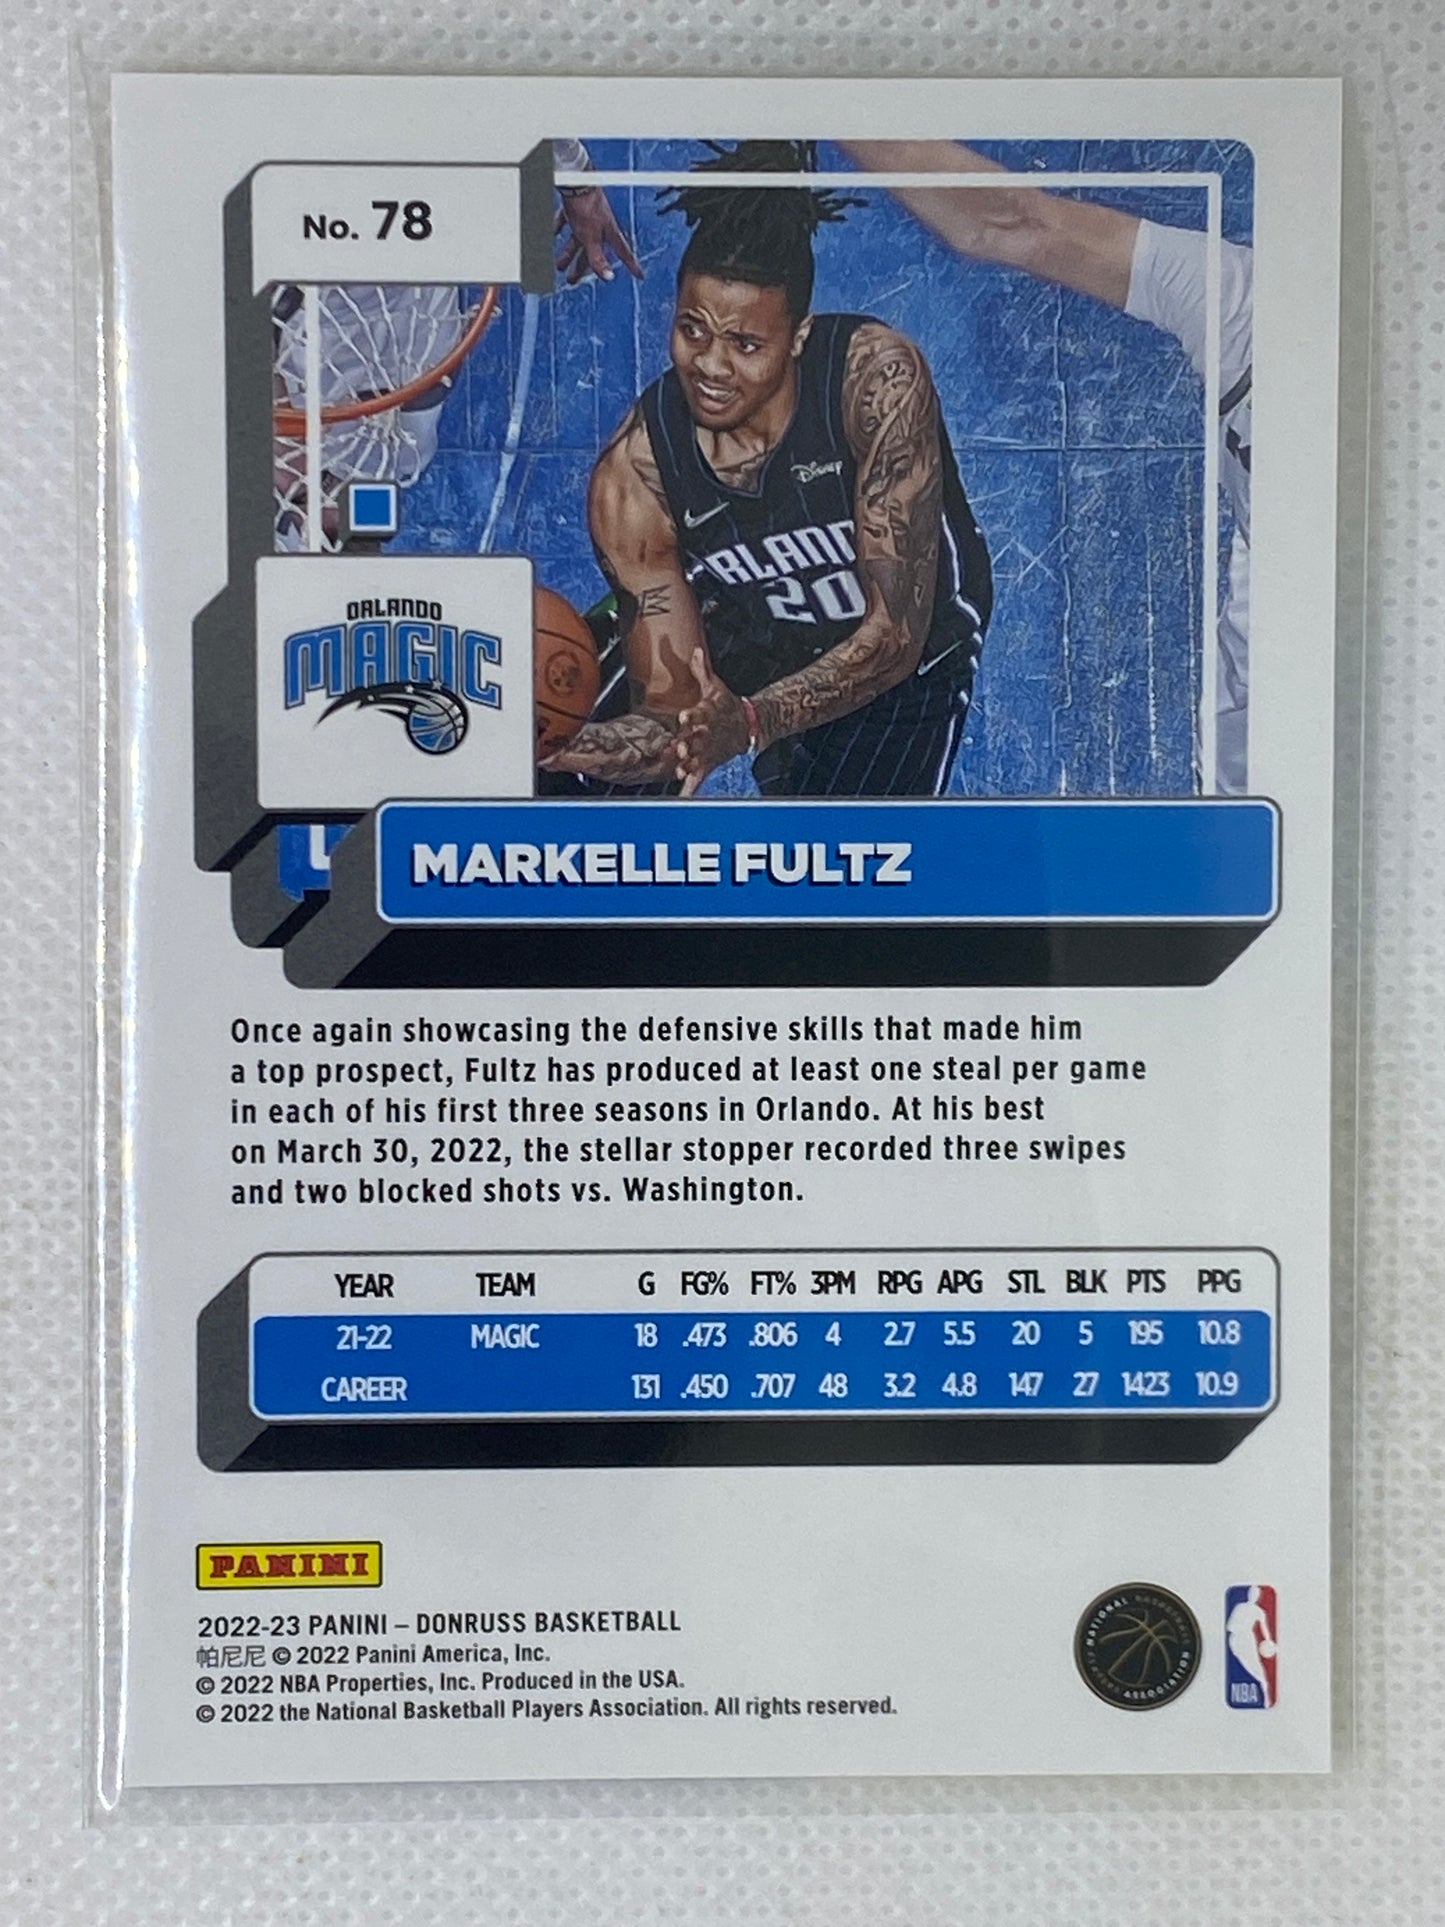 No. 78
Disney
ORLANDO
20
ORLANDO
MAGIC
MARKELLE FULTZ
Once again showcasing the defensive skills that made him
a top prospect, Fultz has produced at least one steal per game
in each of his first three seasons in Orlando. At his best
on March 30, 2022, the stellar stopper recorded three swipes
and two blocked shots vs. Washington.
YEAR TEAM G FG% FT% 3PM RPG APG STL BLK PTS PPG
21-22 MAGIC 18 .473 .806 4 2.7 5.5 20 5 195 10.8
CAREER 131 .450 .707 48 3.2 4.8 147 27 1423 10.9
PANINI
2022-23 PANINI – DONRUSS BASKETBALL
帕尼尼 © 2022 Panini America, Inc.
© 2022 NBA Properties, Inc. Produced in the USA.
© 2022 the National Basketball Players Association. All rights reserved.
NATIONAL BASKETBALL PLAYERS ASSOCIATION
NBA